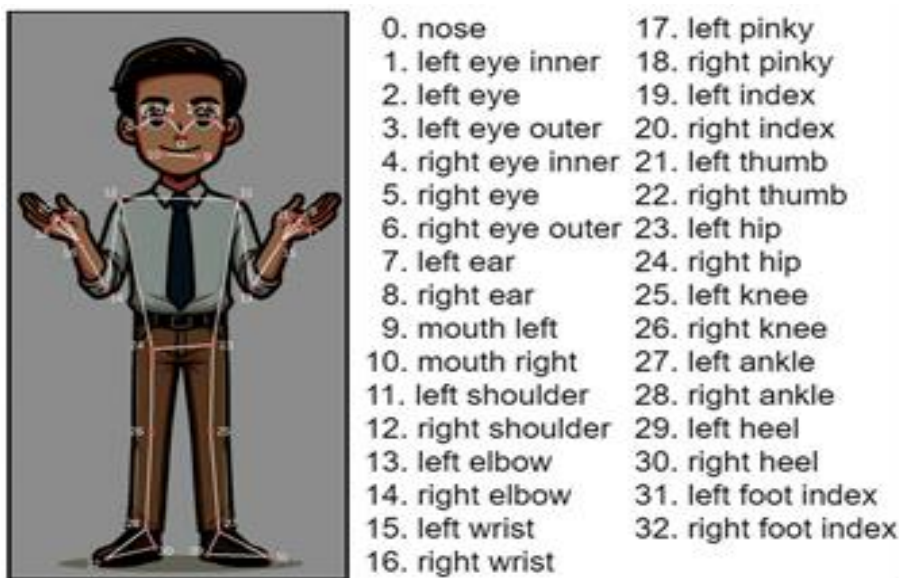 0. nose
1. left eye inner
2. left eye
3. left eye outer
4. right eye inner
5. right eye
6. right eye outer
7. left ear
8. right ear
9. mouth left
10. mouth right
11. left shoulder
12. right shoulder
13. left elbow
14. right elbow
15. left wrist
16. right wrist
17. left pinky
18. right pinky
19. left index
20. right index
21. left thumb
22. right thumb
23. left hip
24. right hip
25. left knee
26. right knee
27. left ankle
28. right ankle
29. left heel
30. right heel
31. left foot index
32. right foot index